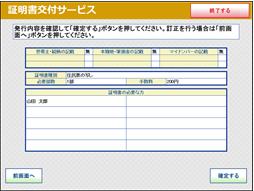 証明書交付サービス
終了する
発行内容を確認して「確定する」ボタンを押してください。訂正を行う場合は「前画
面へ」ボタンを押してください。
世帯主・続柄の記載 無 本籍地・筆頭者の記載 無 マイナンバーの記載 無
証明書種別 住民票の写し
必要部数 1部 手数料 200円
証明書の必要な方
山田 太郎
前画面へ
確定する